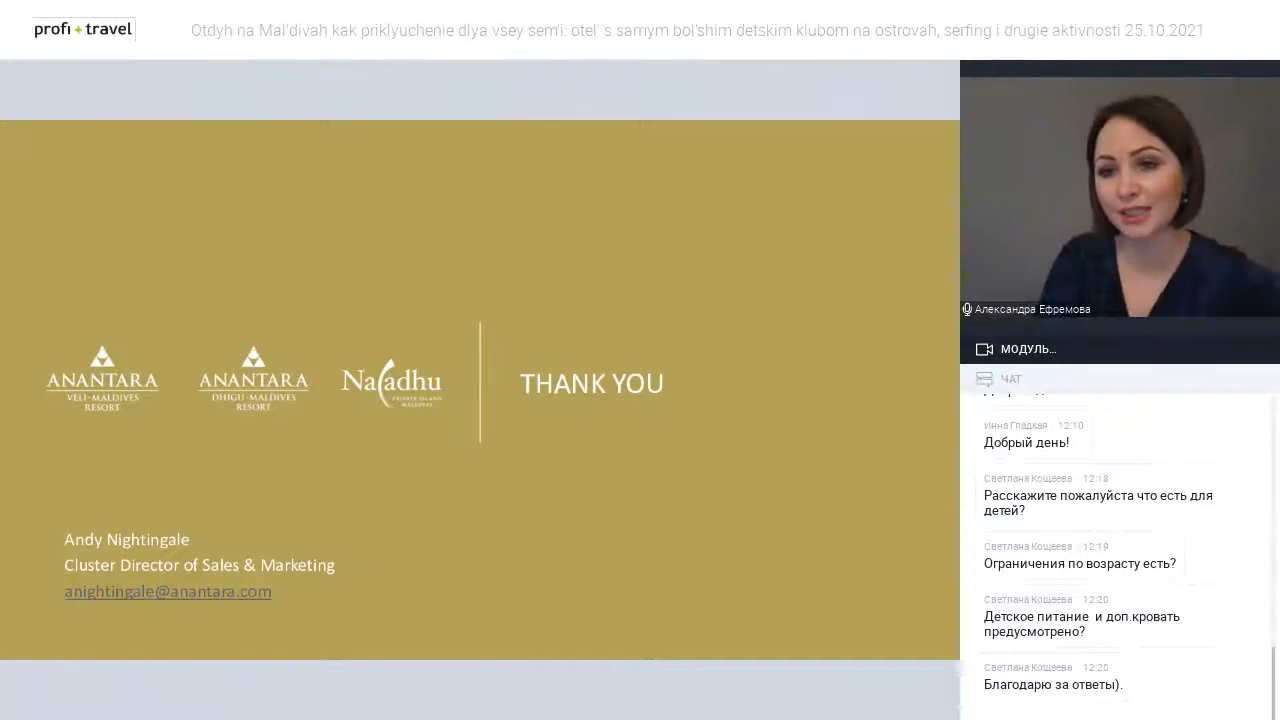 profi + travel
Otdyh na Mal'divah kak priklyuchenie dlya vsey sem'i: otel' s samym bol'shim detskim klubom na ostrovah, serfing i drugie aktivnosti 25.10.2021
Александра Ефремова
МОДУЛЬ...
ЧАТ
Инна Гладкая 12:10
Добрый день!
Светлана Кощеева 12:18
Расскажите пожалуйста что есть для
детей?
Светлана Кощеева 12:19
Ограничения по возрасту есть?
Светлана Кощеева 12:20
Детское питание и доп.кровать
предусмотрено?
Светлана Кощеева 12:20
Благодарю за ответы).
ANANTARA
VELI·MALDIVES
RESORT
ANANTARA
DHIGU·MALDIVES
RESORT
Naladhu
PRIVATE ISLAND
MALDIVES
THANK YOU
Andy Nightingale
Cluster Director of Sales & Marketing
anightingale@anantara.com